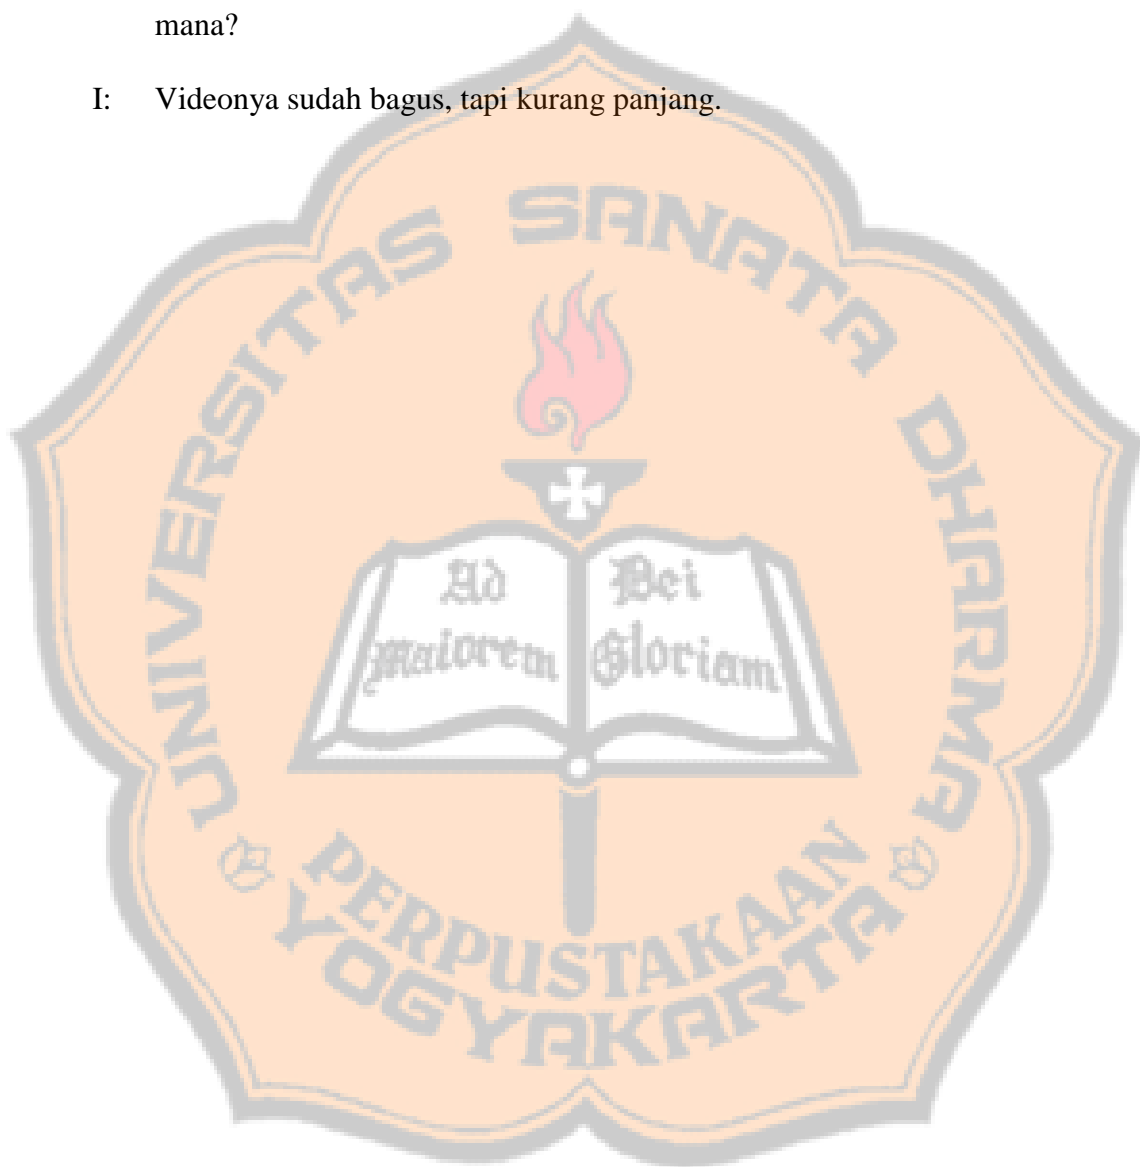 mana?
I: Videonya sudah bagus, tapi kurang panjang.
UNIVERSITAS SANATA DHARMA
Ad Dei
Maiorem Gloriam
PERPUSTAKAAN
YOGYAKARTA